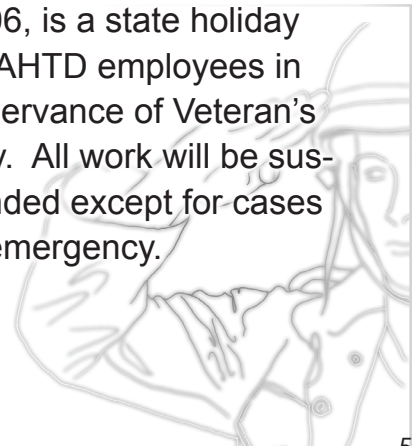 06, is a state holiday
AHTD employees in
servance of Veteran's
y. All work will be sus-
nded except for cases
emergency.
5